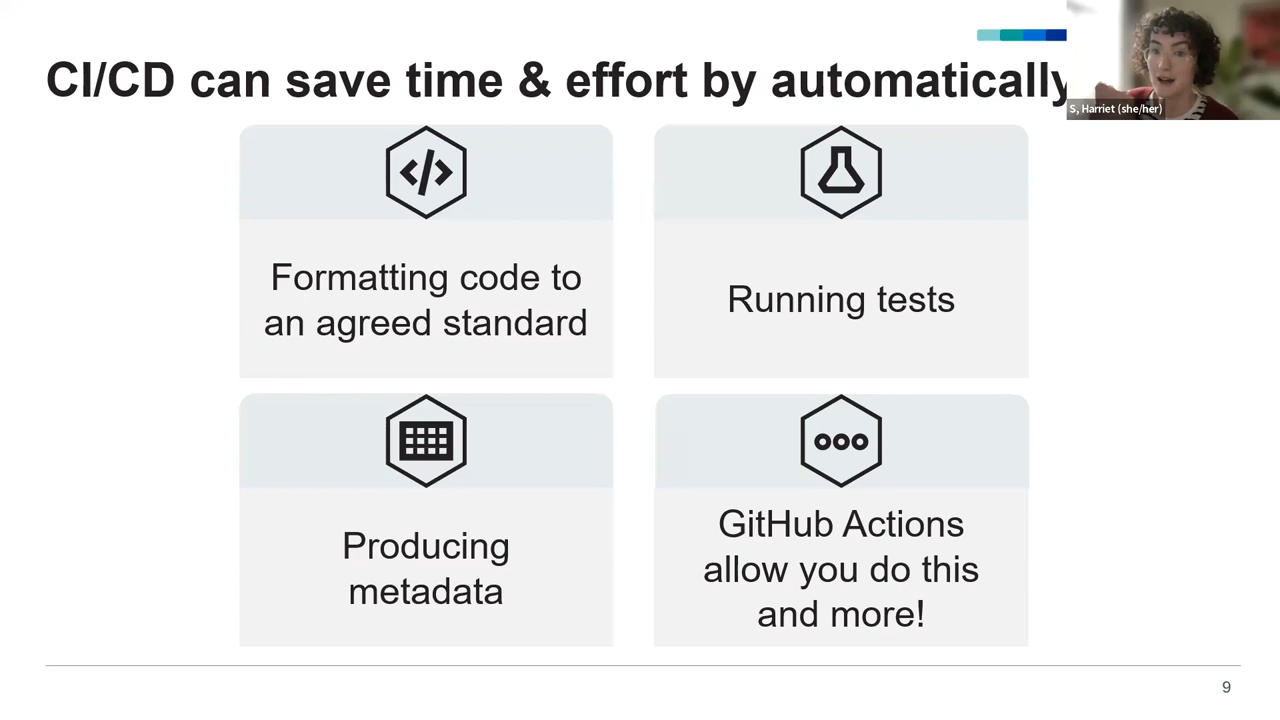 CI/CD can save time & effort by automatically
S, Harriet (she/her)
Formatting code to
an agreed standard
Running tests
Producing
metadata
GitHub Actions
allow you do this
and more!
9